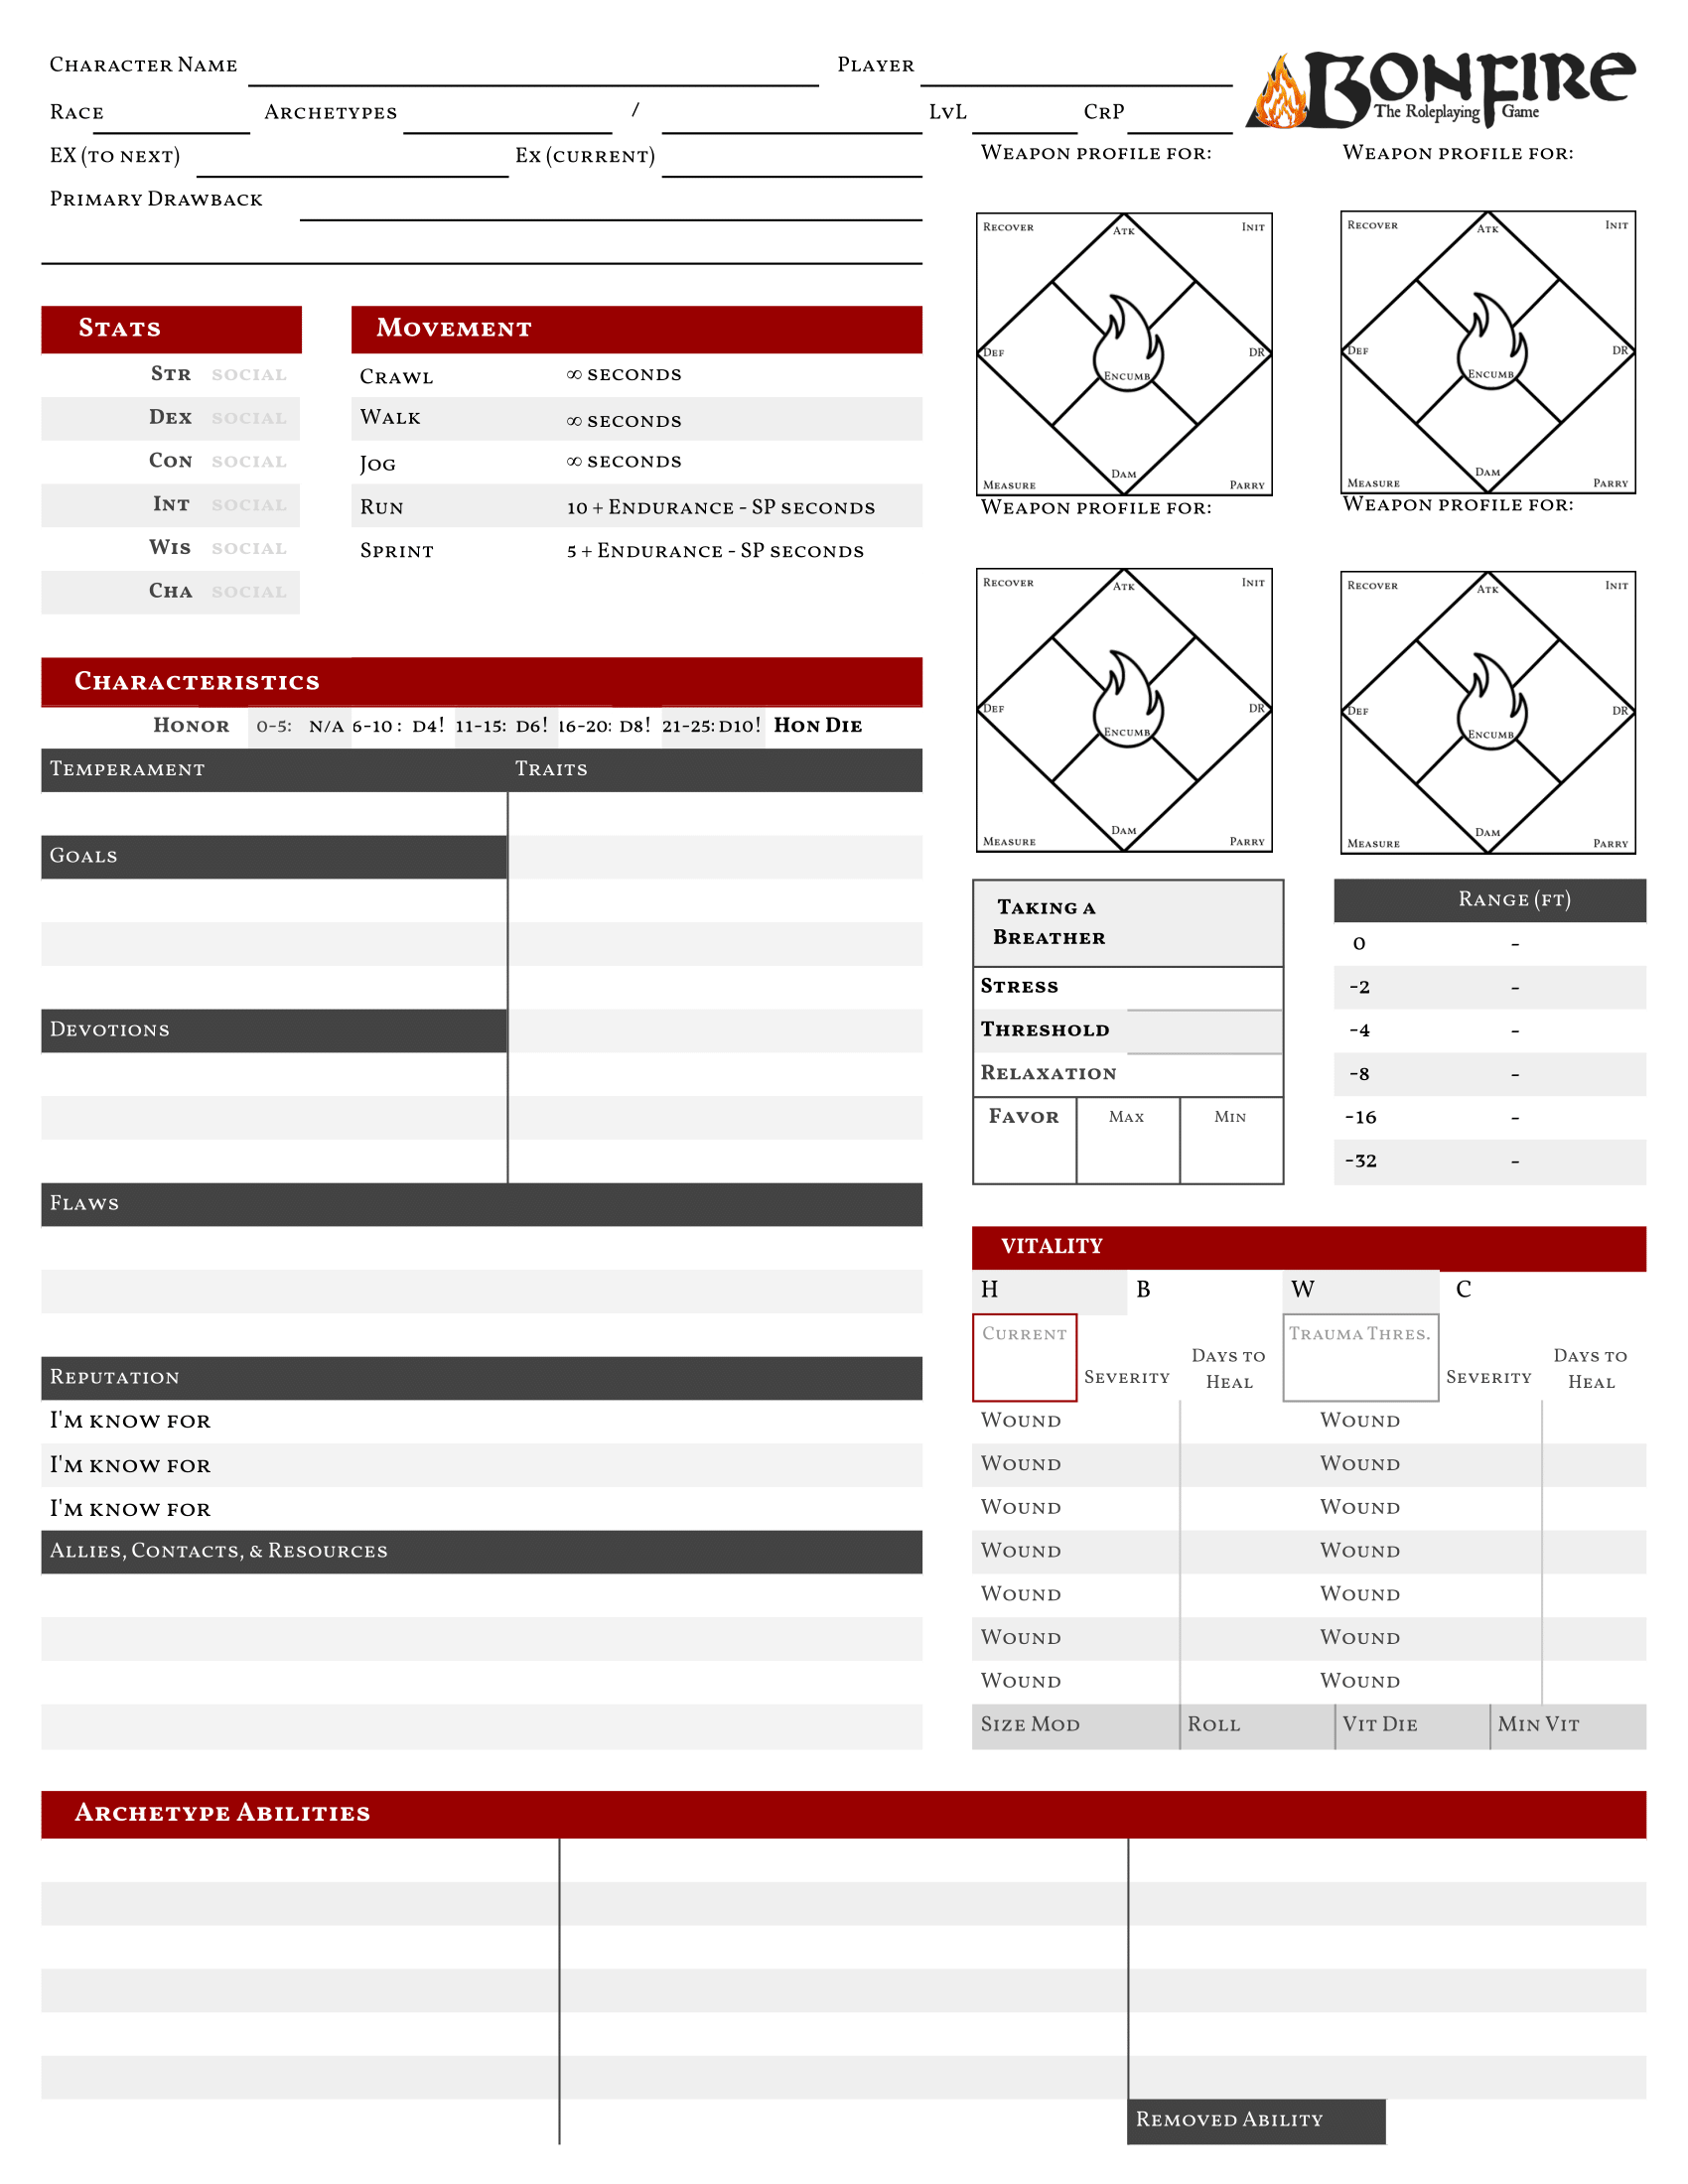 Character Name Player
Bonfire
The Roleplaying Game
Race Archetypes / LvL CrP
EX (to next) Ex (current)
Primary Drawback
Weapon profile for: Weapon profile for:
Recover Atk Init
Def Encumb DR
Measure Dam Parry
Recover Atk Init
Def Encumb DR
Measure Dam Parry
Weapon profile for: Weapon profile for:
Recover Atk Init
Def Encumb DR
Measure Dam Parry
Recover Atk Init
Def Encumb DR
Measure Dam Parry
Stats
Str social
Dex social
Con social
Int social
Wis social
Cha social
Movement
Crawl ∞ seconds
Walk ∞ seconds
Jog ∞ seconds
Run 10 + Endurance - SP seconds
Sprint 5 + Endurance - SP seconds
Characteristics
Honor 0-5: N/A 6-10 : D4! 11-15: D6! 16-20: D8! 21-25: D10! Hon Die
Temperament Traits
Goals
Devotions
Flaws
Reputation
I'm know for
I'm know for
I'm know for
Allies, Contacts, & Resources
Taking a
Breather
Stress
Threshold
Relaxation
Favor Max Min
Range (ft)
0 -
-2 -
-4 -
-8 -
-16 -
-32 -
VITALITY
H B W C
Current Severity Days to Heal Trauma Thres. Severity Days to Heal
Wound Wound
Wound Wound
Wound Wound
Wound Wound
Wound Wound
Wound Wound
Wound Wound
Size Mod Roll Vit Die Min Vit
Archetype Abilities
Removed Ability